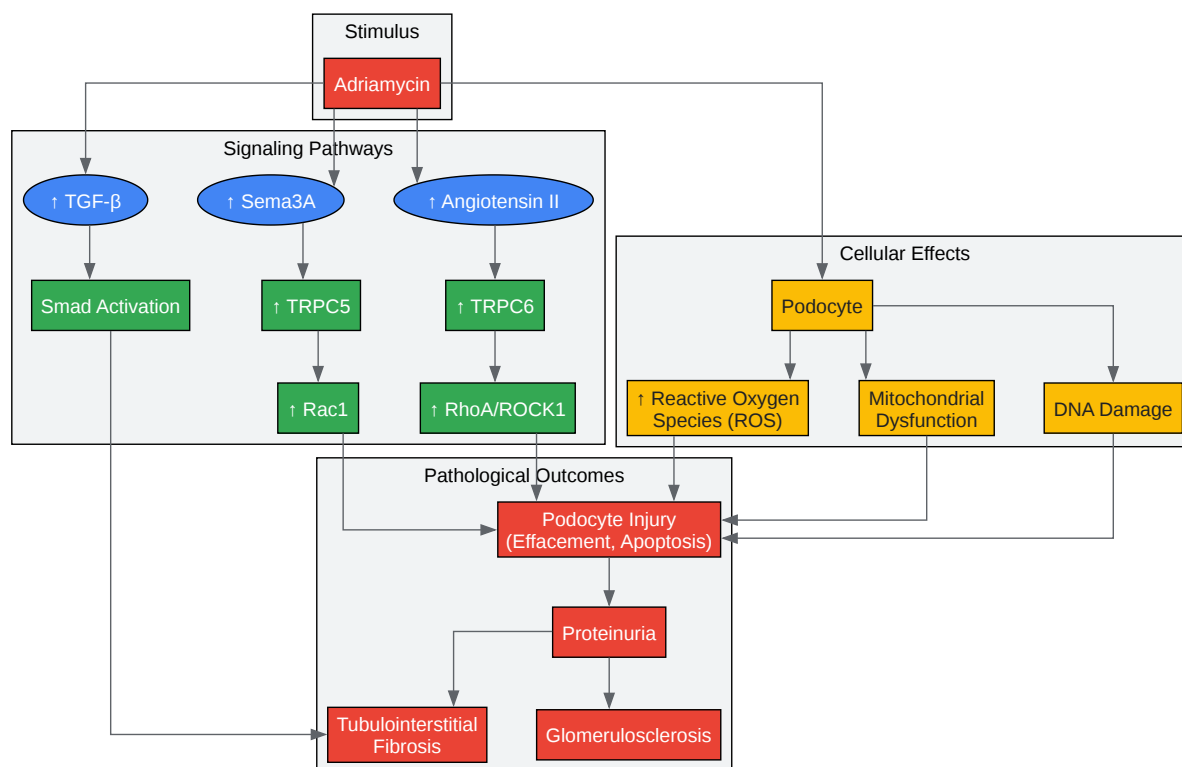 Stimulus
Adriamycin
Signaling Pathways
↑ TGF-β
↑ Sema3A
↑ Angiotensin II
Cellular Effects
Smad Activation
↑ TRPC5
↑ TRPC6
Podocyte
↑ Rac1
↑ RhoA/ROCK1
↑ Reactive Oxygen
Species (ROS)
Mitochondrial
Dysfunction
DNA Damage
Pathological Outcomes
Podocyte Injury
(Effacement, Apoptosis)
Proteinuria
Tubulointerstitial
Fibrosis
Glomerulosclerosis